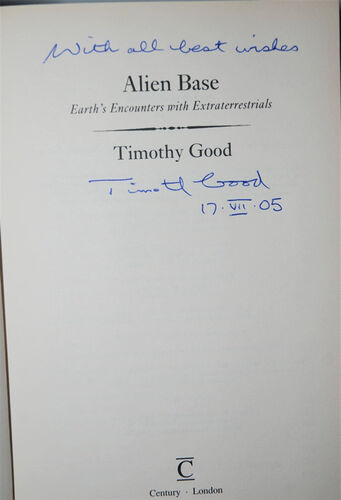 With all best wishes
Alien Base
Earth's Encounters with Extraterrestrials
Timothy Good
Timothy Good
17·VII·05
C
Century · London